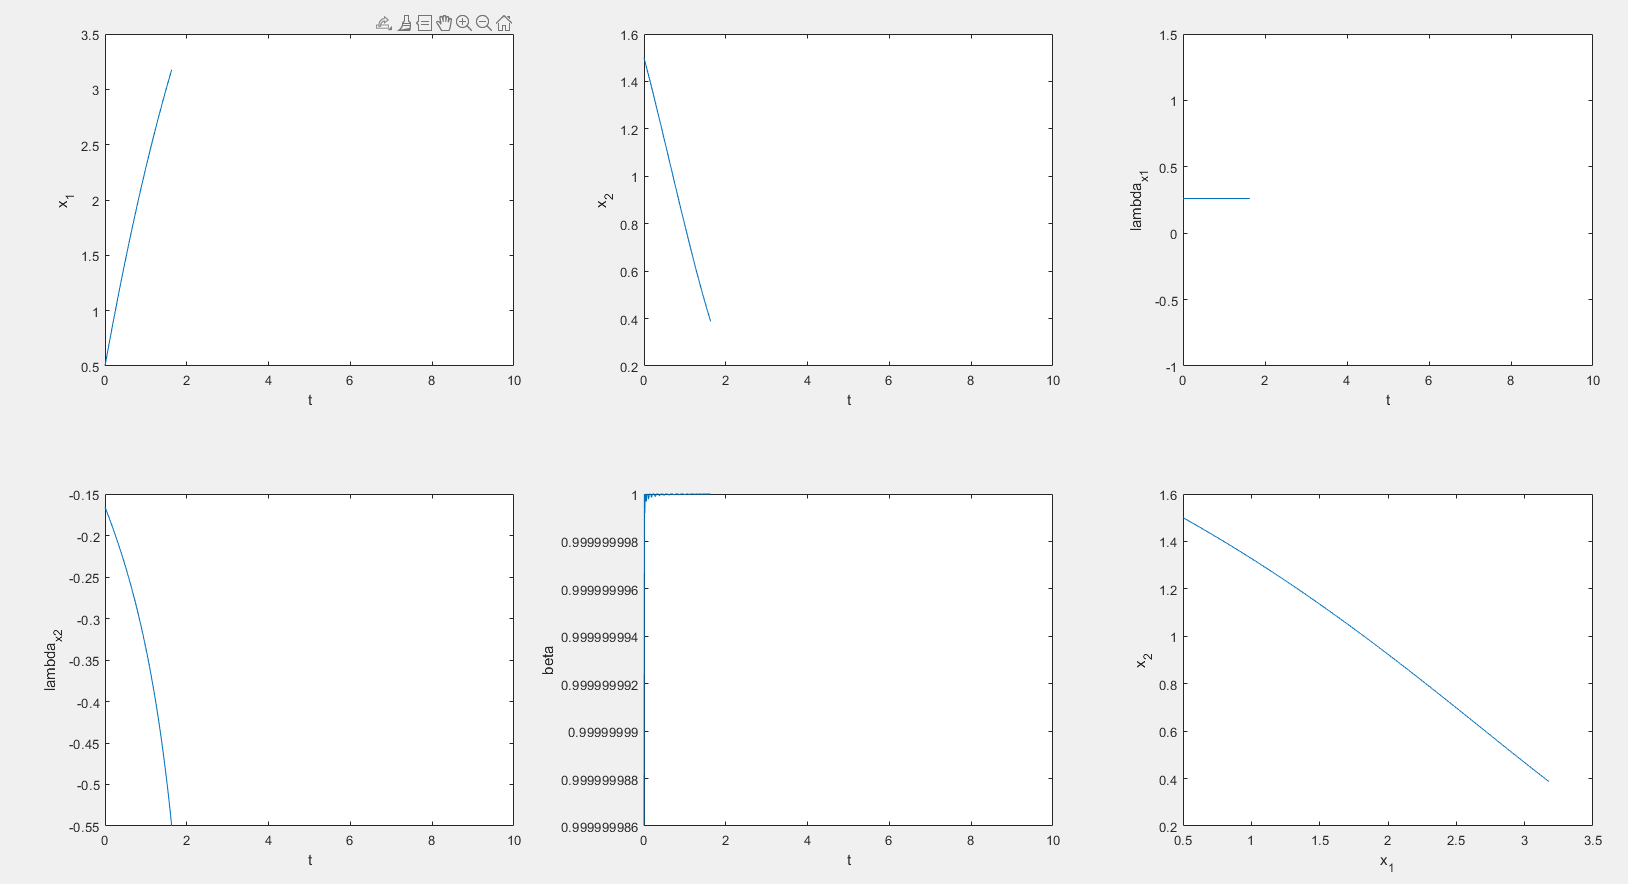 3.5
3
2.5
2
1.5
1
0.5
x1
0 2 4 6 8 10
t
1.6
1.4
1.2
1
0.8
0.6
0.4
0.2
x2
0 2 4 6 8 10
t
1.5
1
0.5
0
-0.5
-1
lambdax1
0 2 4 6 8 10
t
-0.15
-0.2
-0.25
-0.3
-0.35
-0.4
-0.45
-0.5
-0.55
lambdax2
0 2 4 6 8 10
t
1
0.999999998
0.999999996
0.999999994
0.999999992
0.99999999
0.999999988
0.999999986
beta
0 2 4 6 8 10
t
1.6
1.4
1.2
1
0.8
0.6
0.4
0.2
x2
0.5 1 1.5 2 2.5 3 3.5
x1